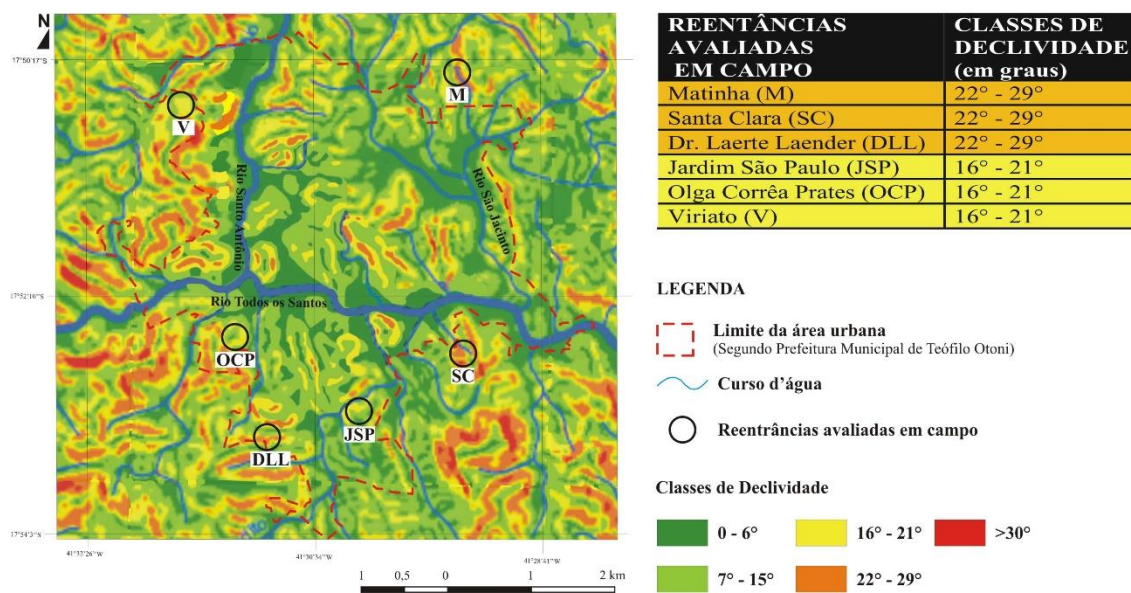 N
17°50'17"S
17°52'16"S
17°54'3"S
41°32'26"W
41°30'34"W
41°28'41"W
V
M
Rio Santo Antônio
Rio São Jacinto
Rio Todos os Santos
OCP
SC
JSP
DLL
1 0,5 0 1 2 km
REENTÂNCIAS AVALIADAS EM CAMPO
CLASSES DE DECLIVIDADE (em graus)
Matinha (M) 22° - 29°
Santa Clara (SC) 22° - 29°
Dr. Laerte Laender (DLL) 22° - 29°
Jardim São Paulo (JSP) 16° - 21°
Olga Corrêa Prates (OCP) 16° - 21°
Viriato (V) 16° - 21°
LEGENDA
Limite da área urbana
(Segundo Prefeitura Municipal de Teófilo Otoni)
Curso d'água
Reentrâncias avaliadas em campo
Classes de Declividade
0 - 6° 16° - 21° >30°
7° - 15° 22° - 29°